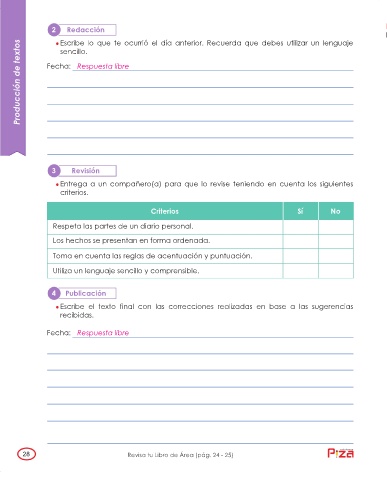 Producción de textos
2 Redacción
Escribe lo que te ocurrió el día anterior. Recuerda que debes utilizar un lenguaje
sencillo.
Fecha: Respuesta libre
3 Revisión
Entrega a un compañero(a) para que lo revise teniendo en cuenta los siguientes
criterios.
Criterios Sí No
Respeta las partes de un diario personal.
Los hechos se presentan en forma ordenada.
Toma en cuenta las reglas de acentuación y puntuación.
Utiliza un lenguaje sencillo y comprensible.
4 Publicación
Escribe el texto final con las correcciones realizadas en base a las sugerencias
recibidas.
Fecha: Respuesta libre
28
Revisa tu Libro de Área (pág. 24 - 25)